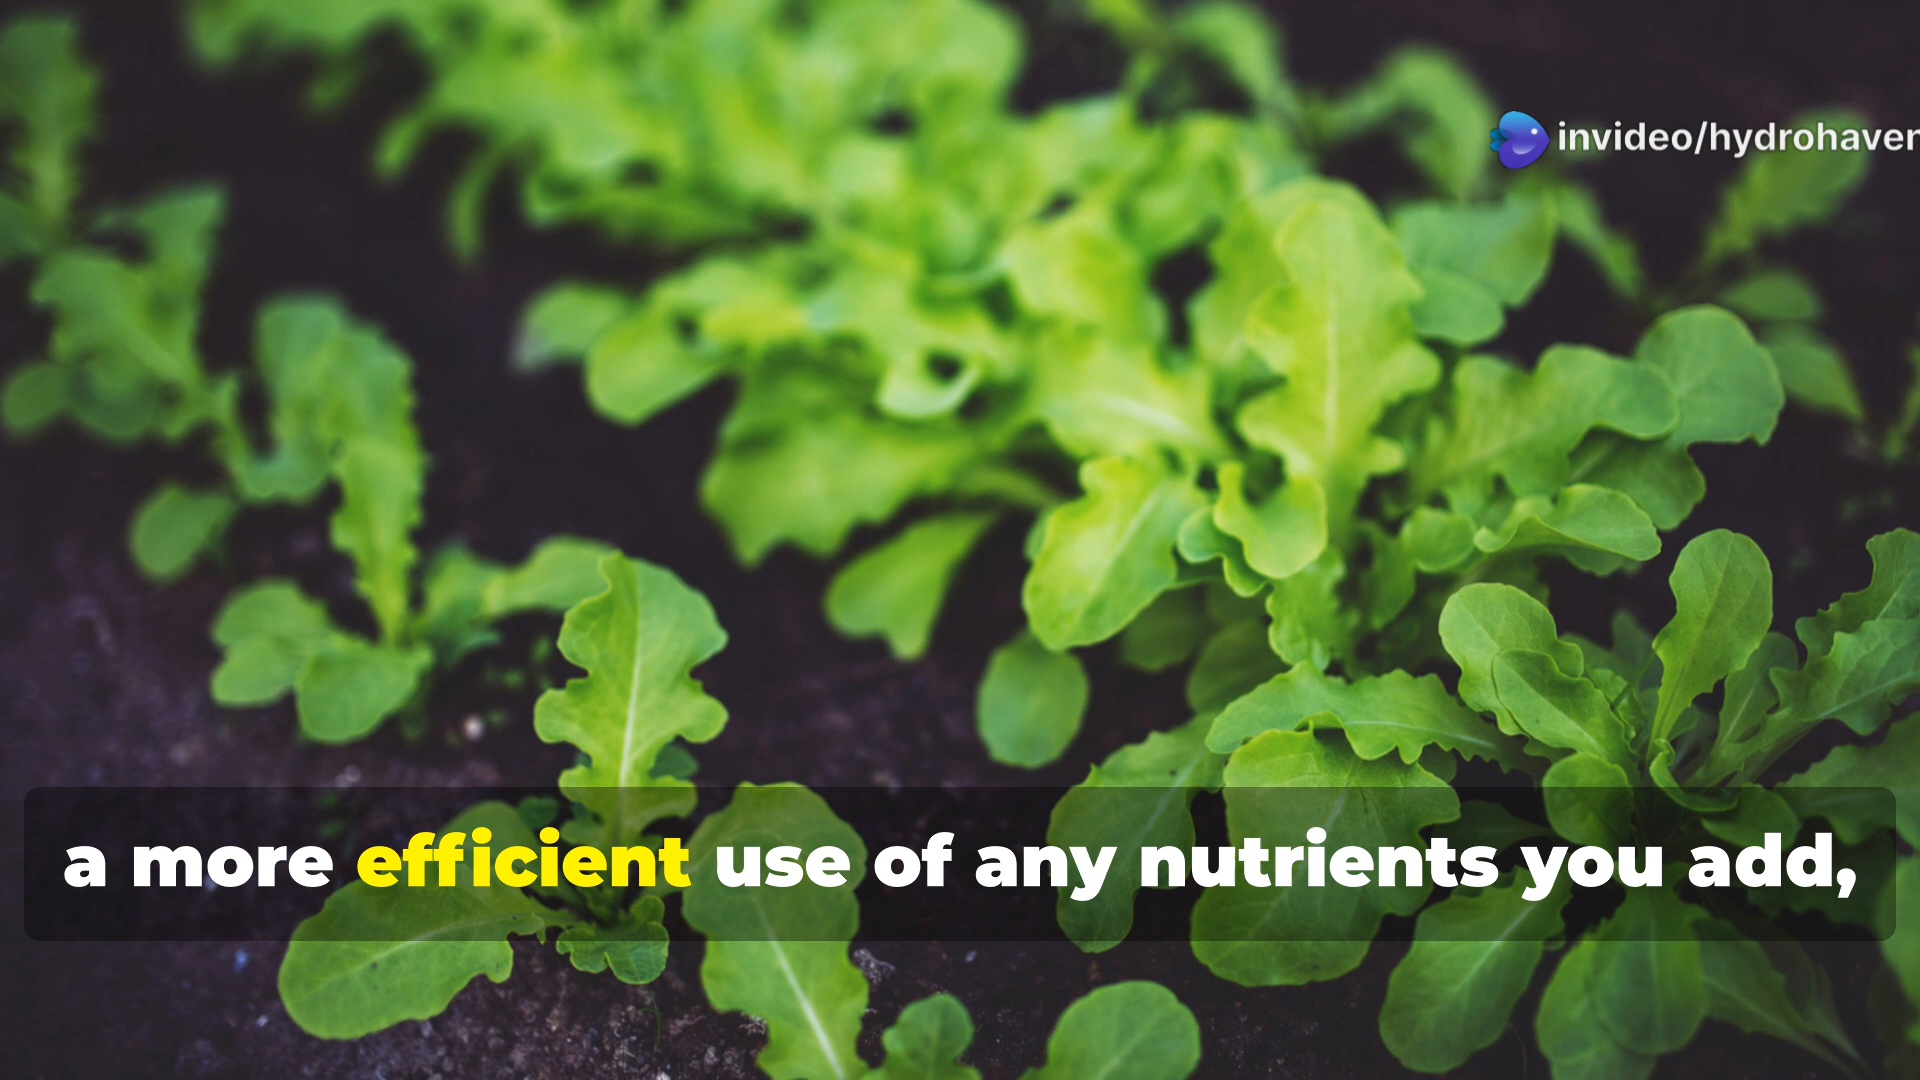 invideo/hydrohaven
a more efficient use of any nutrients you add,